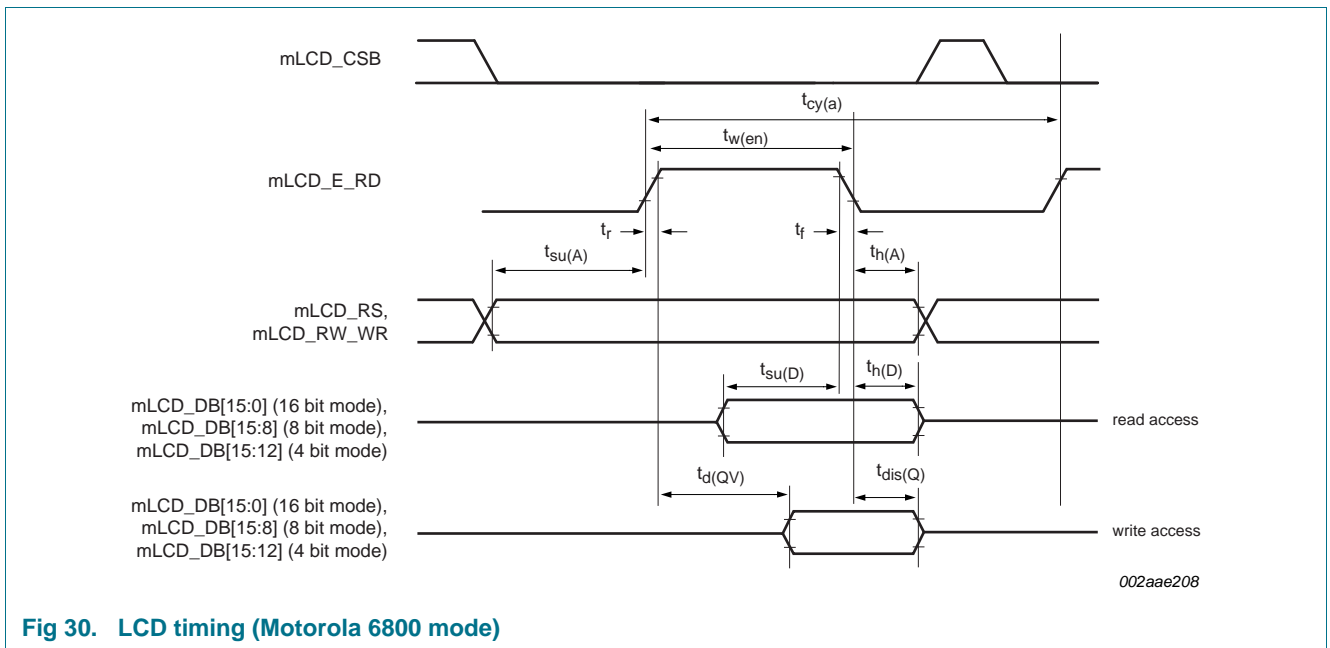 mLCD_CSB
tcy(a)
tw(en)
mLCD_E_RD
tr
tf
tsu(A)
th(A)
mLCD_RS,
mLCD_RW_WR
tsu(D)
th(D)
mLCD_DB[15:0] (16 bit mode),
mLCD_DB[15:8] (8 bit mode),
mLCD_DB[15:12] (4 bit mode)
read access
td(QV)
tdis(Q)
mLCD_DB[15:0] (16 bit mode),
mLCD_DB[15:8] (8 bit mode),
mLCD_DB[15:12] (4 bit mode)
write access
002aae208
Fig 30. LCD timing (Motorola 6800 mode)